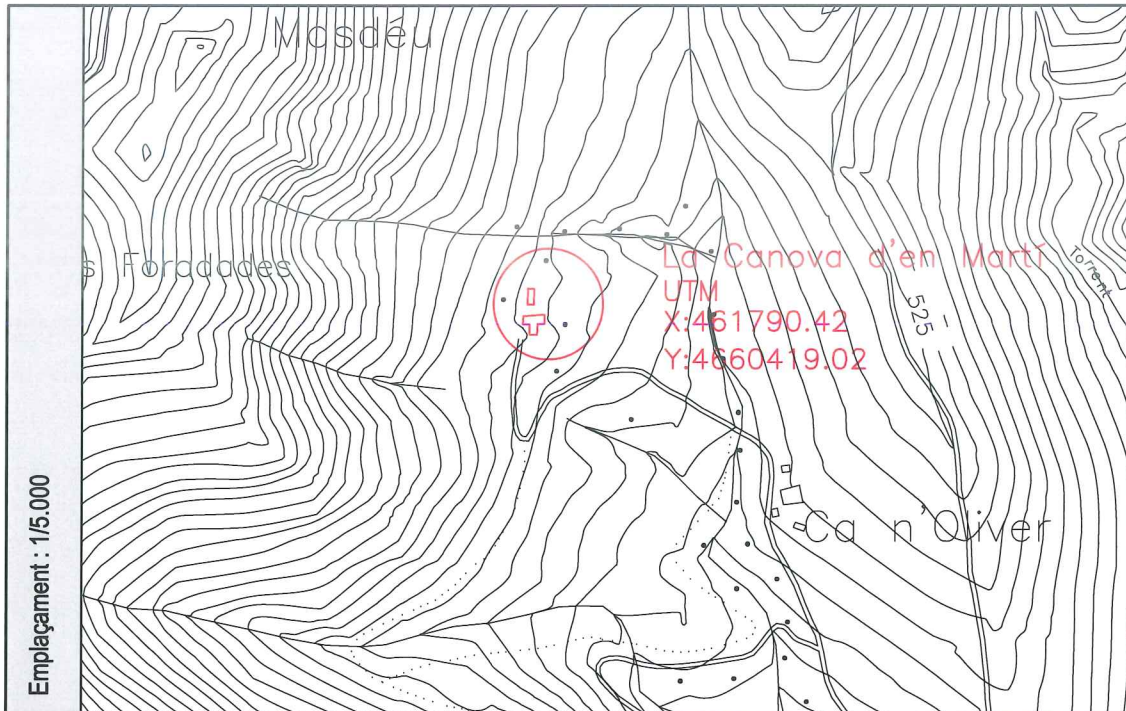 Emplaçament : 1/5.000
Masdéu
s Foradades
La Canova d'en Martí
UTM
X:461790.42
Y:4660419.02
525
Torrent
Ca n'Oliver